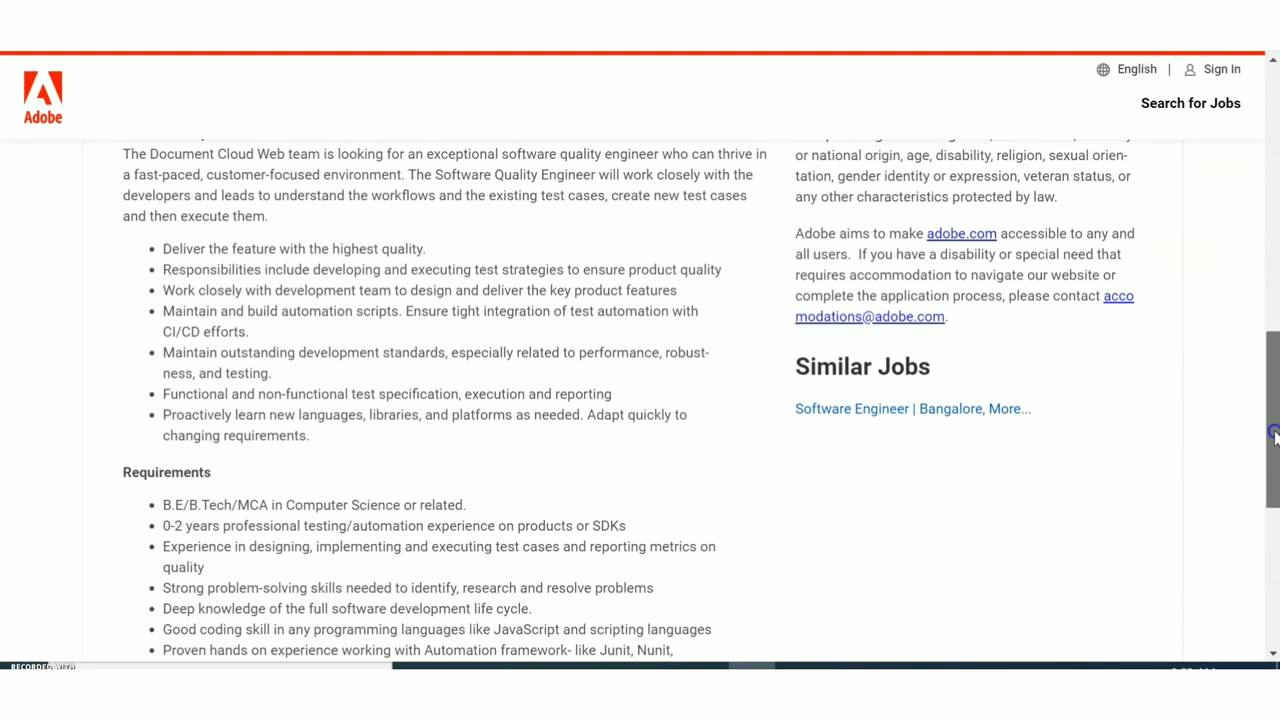 English | Sign In
Adobe
Search for Jobs
The Document Cloud Web team is looking for an exceptional software quality engineer who can thrive in
a fast-paced, customer-focused environment. The Software Quality Engineer will work closely with the
developers and leads to understand the workflows and the existing test cases, create new test cases
and then execute them.
• Deliver the feature with the highest quality.
• Responsibilities include developing and executing test strategies to ensure product quality
• Work closely with development team to design and deliver the key product features
• Maintain and build automation scripts. Ensure tight integration of test automation with
CI/CD efforts.
• Maintain outstanding development standards, especially related to performance, robust-
ness, and testing.
• Functional and non-functional test specification, execution and reporting
• Proactively learn new languages, libraries, and platforms as needed. Adapt quickly to
changing requirements.
Requirements
• B.E/B.Tech/MCA in Computer Science or related.
• 0-2 years professional testing/automation experience on products or SDKs
• Experience in designing, implementing and executing test cases and reporting metrics on
quality
• Strong problem-solving skills needed to identify, research and resolve problems
• Deep knowledge of the full software development life cycle.
• Good coding skill in any programming languages like JavaScript and scripting languages
• Proven hands on experience working with Automation framework- like Junit, Nunit,
or national origin, age, disability, religion, sexual orien-
tation, gender identity or expression, veteran status, or
any other characteristics protected by law.
Adobe aims to make adobe.com accessible to any and
all users. If you have a disability or special need that
requires accommodation to navigate our website or
complete the application process, please contact acco
modations@adobe.com.
Similar Jobs
Software Engineer | Bangalore, More...
RECORDED WITH